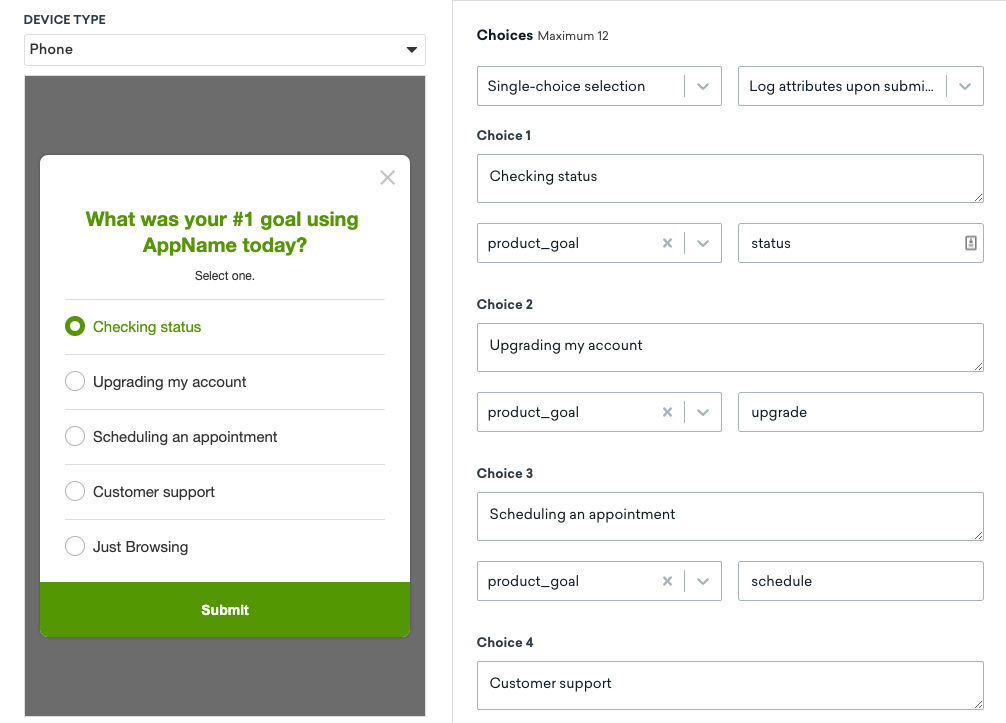 DEVICE TYPE
Phone
What was your #1 goal using
AppName today?
Select one.
Checking status
Upgrading my account
Scheduling an appointment
Customer support
Just Browsing
Submit
Choices Maximum 12
Single-choice selection
Log attributes upon submi...
Choice 1
Checking status
product_goal
status
Choice 2
Upgrading my account
product_goal
upgrade
Choice 3
Scheduling an appointment
product_goal
schedule
Choice 4
Customer support